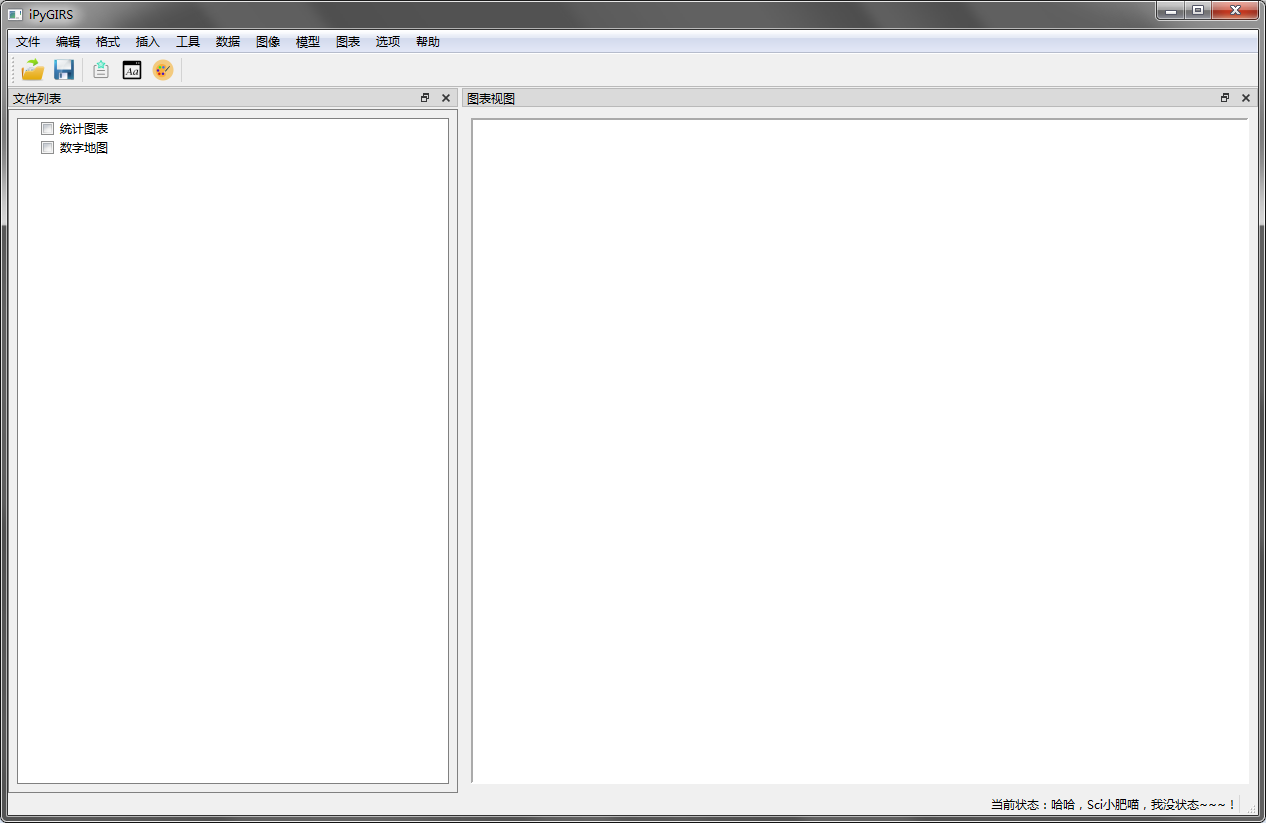 iPyGIRS
文件 编辑 格式 插入 工具 数据 图像 模型 图表 选项 帮助
Aa
文件列表
图表视图
统计图表
数字地图
当前状态：哈哈，Sci小肥喵，我没状态~~~！